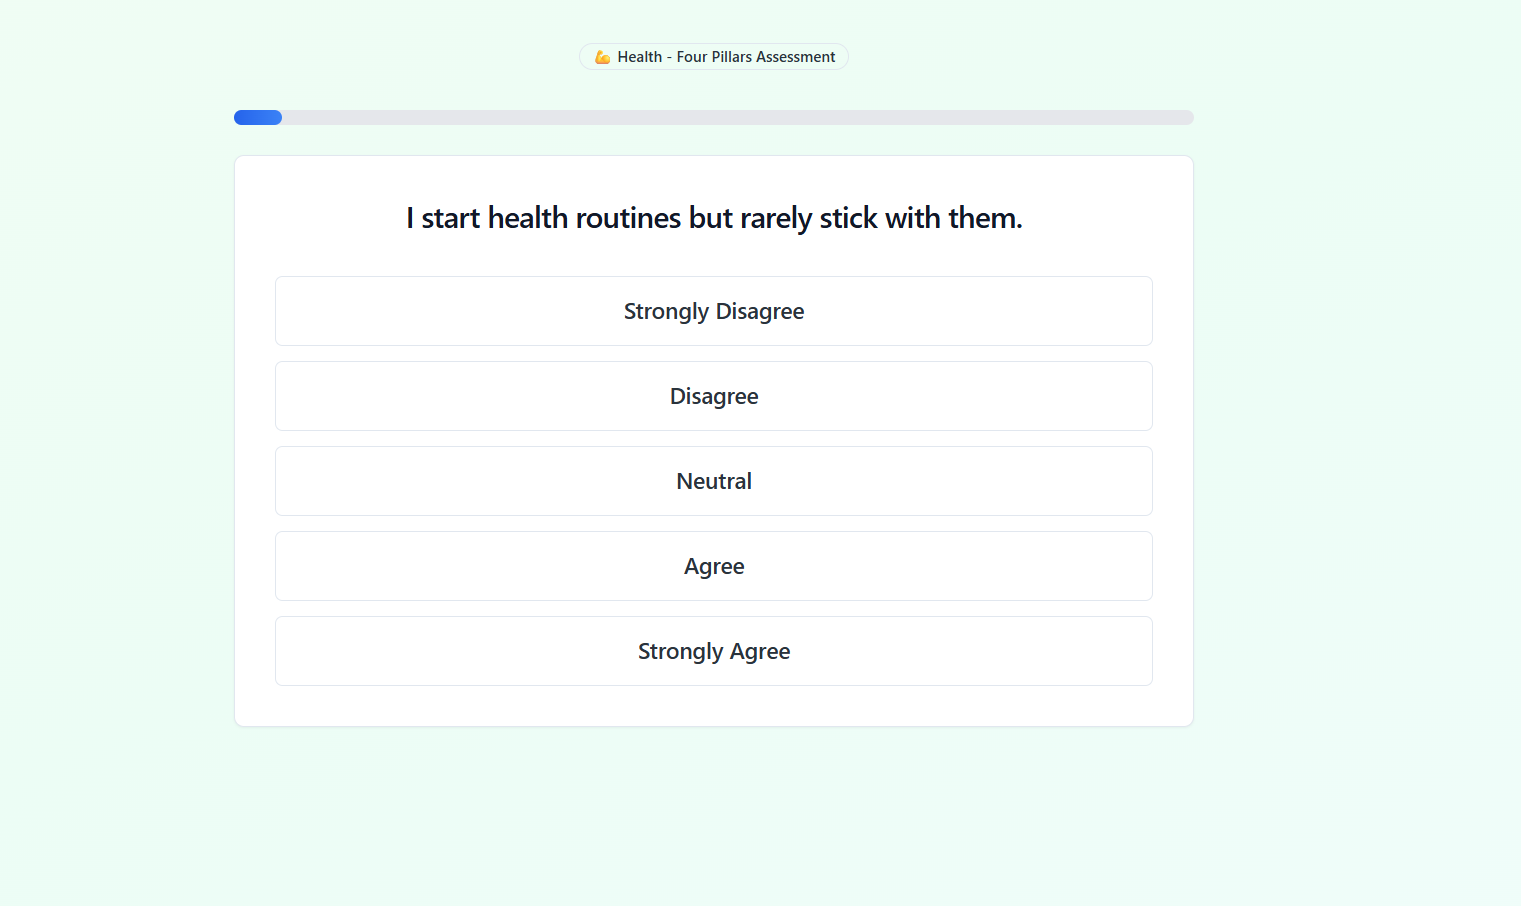 💪 Health - Four Pillars Assessment
I start health routines but rarely stick with them.
Strongly Disagree
Disagree
Neutral
Agree
Strongly Agree